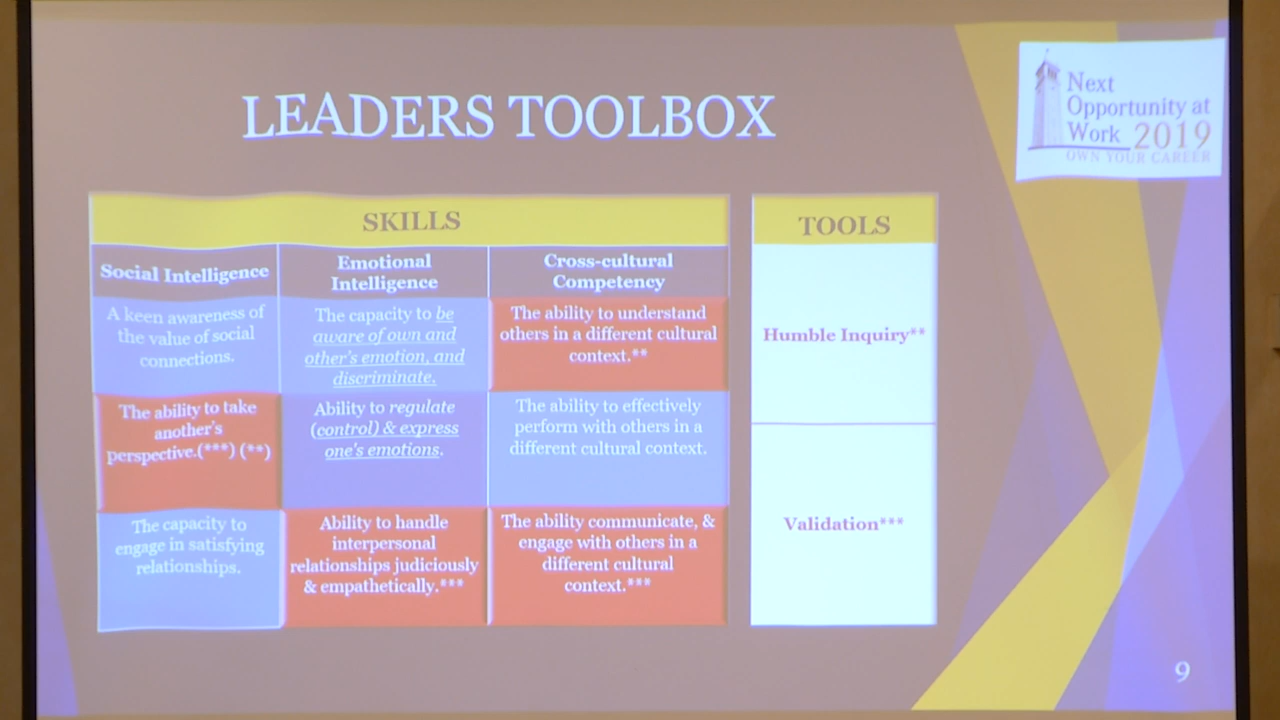 LEADERS TOOLBOX
Next
Opportunity at
Work 2019
OWN YOUR CAREER
SKILLS
Social Intelligence
Emotional
Intelligence
Cross-cultural
Competency
A keen awareness of
the value of social
connections.
The capacity to be
aware of own and
other's emotion, and
discriminate.
The ability to understand
others in a different cultural
context.**
The ability to take
another's
perspective.(***) (**)
Ability to regulate
(control) & express
one's emotions.
The ability to effectively
perform with others in a
different cultural context.
The capacity to
engage in satisfying
relationships.
Ability to handle
interpersonal
relationships judiciously
& empathetically.***
The ability communicate, &
engage with others in a
different cultural
context.***
TOOLS
Humble Inquiry**
Validation***
9